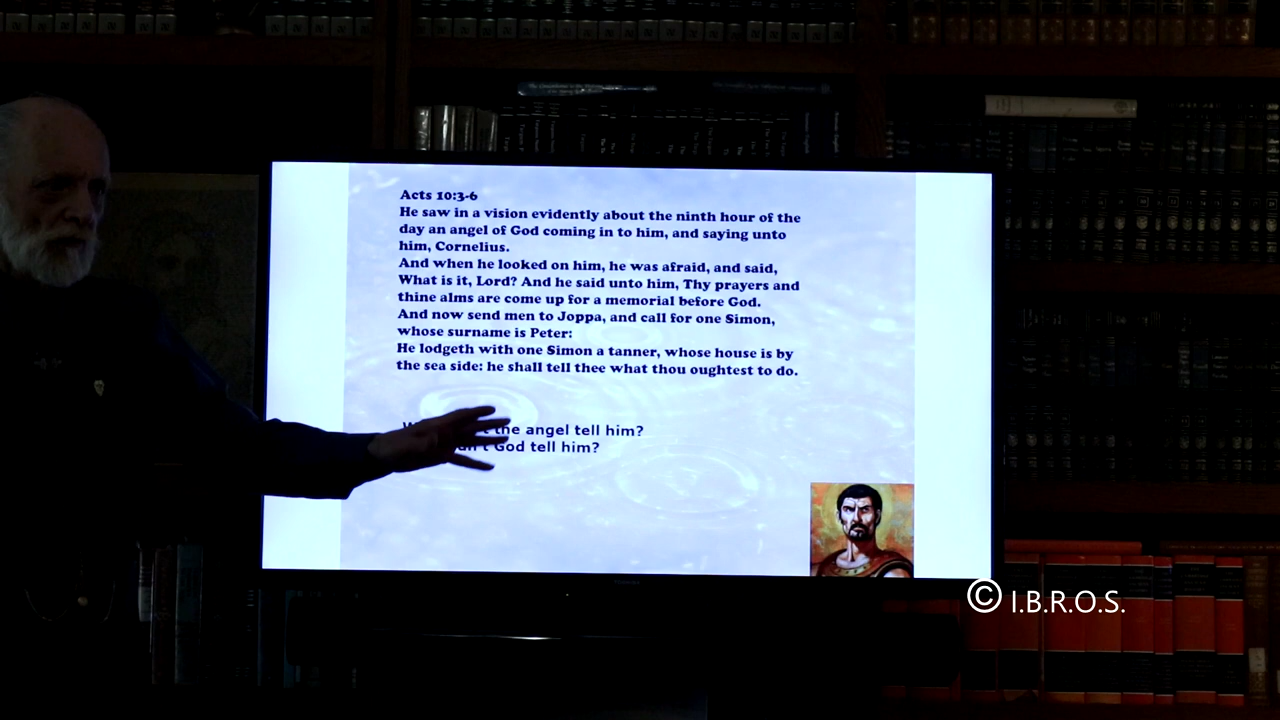 Acts 10:3-6
He saw in a vision evidently about the ninth hour of the
day an angel of God coming in to him, and saying unto
him, Cornelius.
And when he looked on him, he was afraid, and said,
What is it, Lord? And he said unto him, Thy prayers and
thine alms are come up for a memorial before God.
And now send men to Joppa, and call for one Simon,
whose surname is Peter:
He lodgeth with one Simon a tanner, whose house is by
the sea side: he shall tell thee what thou oughtest to do.
the angel tell him?
God tell him?
© I.B.R.O.S.